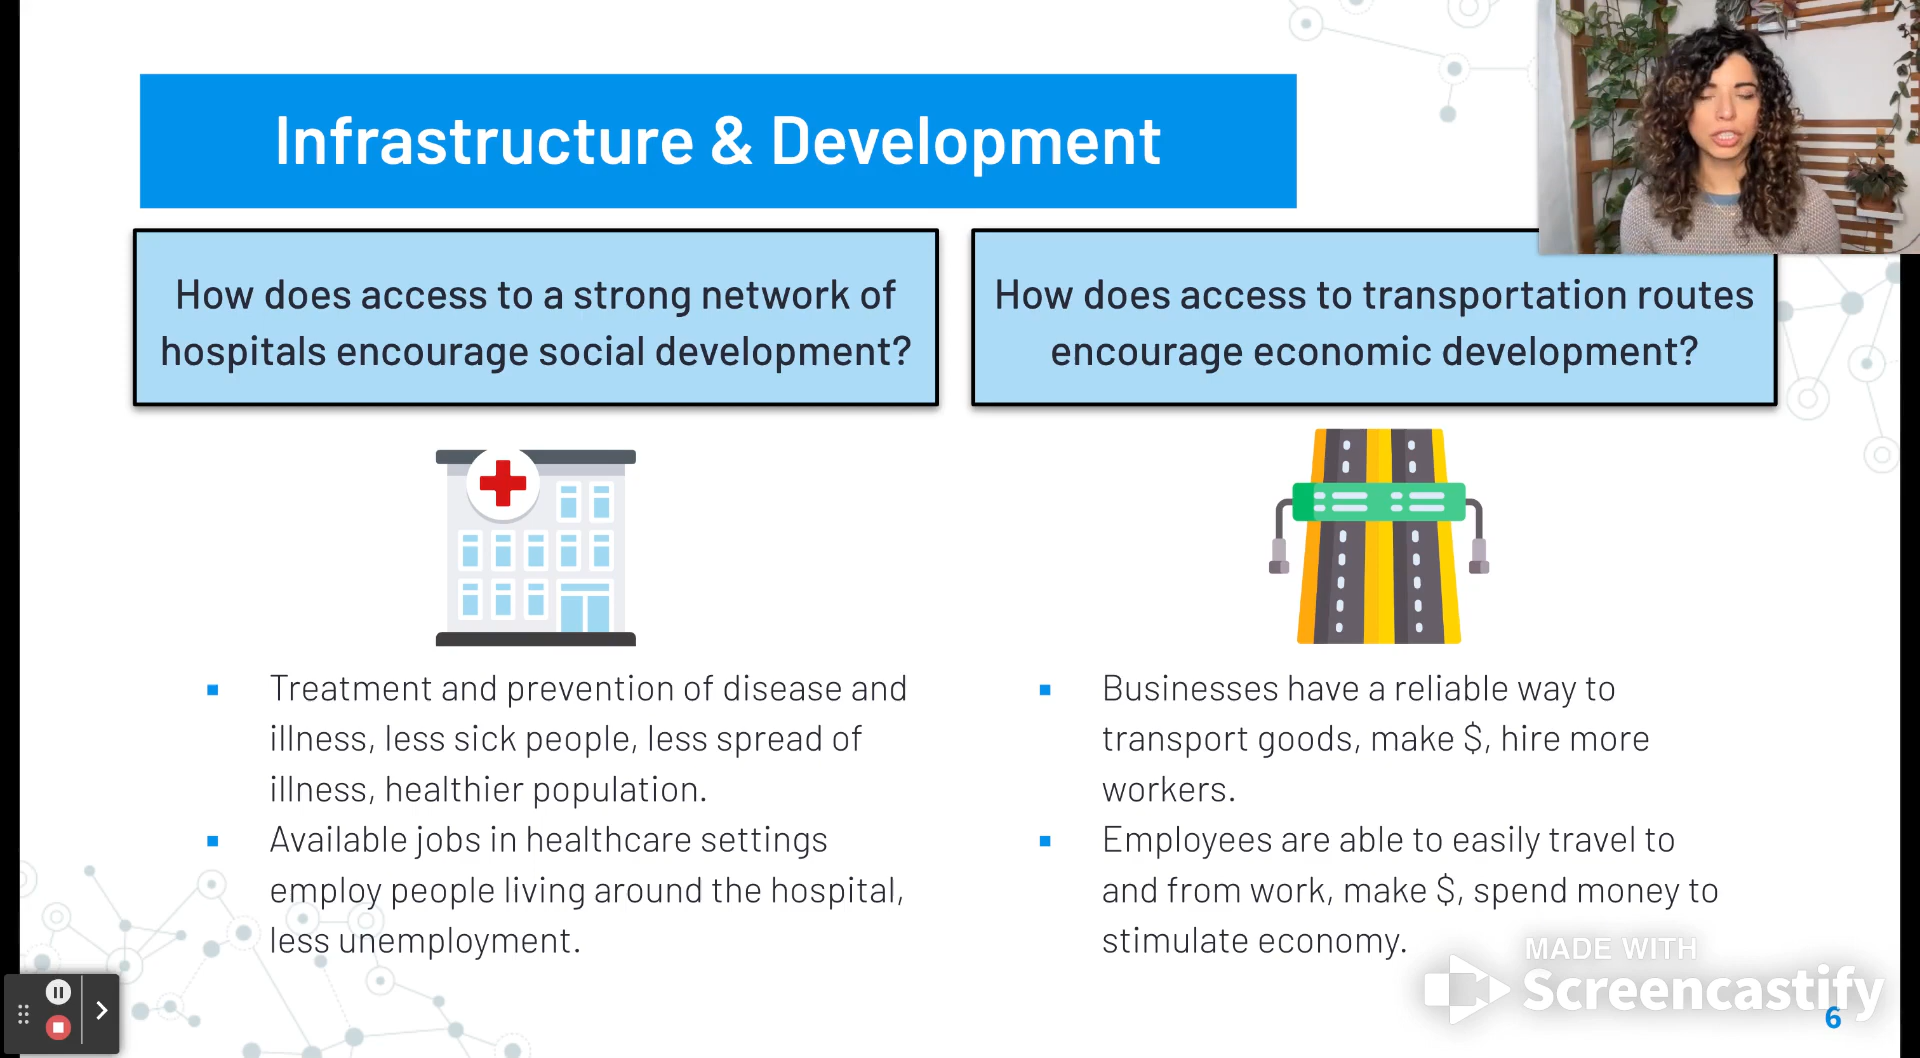 Infrastructure & Development
How does access to a strong network of
hospitals encourage social development?
How does access to transportation routes
encourage economic development?
Treatment and prevention of disease and
illness, less sick people, less spread of
illness, healthier population.
Available jobs in healthcare settings
employ people living around the hospital,
less unemployment.
Businesses have a reliable way to
transport goods, make $, hire more
workers.
Employees are able to easily travel to
and from work, make $, spend money to
stimulate economy.
MADE WITH
Screencastify
6